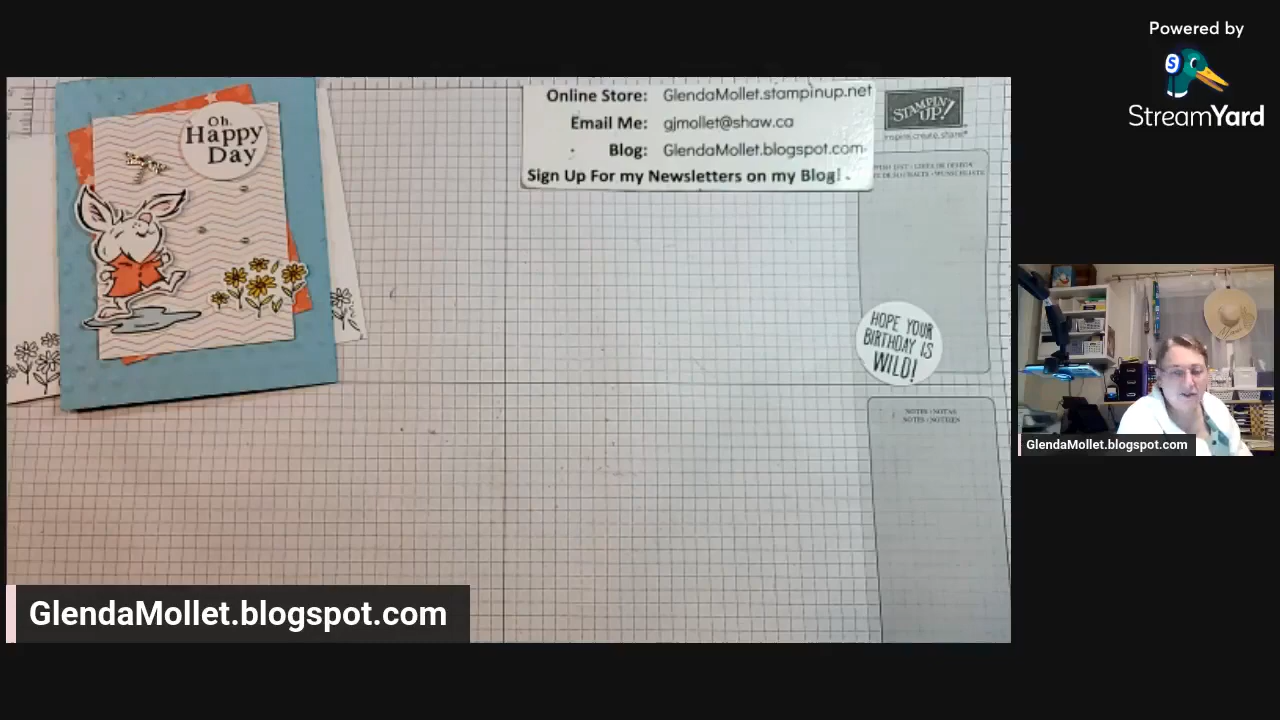 Powered by
StreamYard
Oh,
Happy
Day
Online Store: GlendaMollet.stampinup.net
Email Me: gjmollet@shaw.ca
Blog: GlendaMollet.blogspot.com
Sign Up For my Newsletters on my Blog!
STAMPIN' UP!
HOPE YOUR
BIRTHDAY IS
WILD!
NOTES • NOTAS
NOTES • NOTIZEN
GlendaMollet.blogspot.com
GlendaMollet.blogspot.com